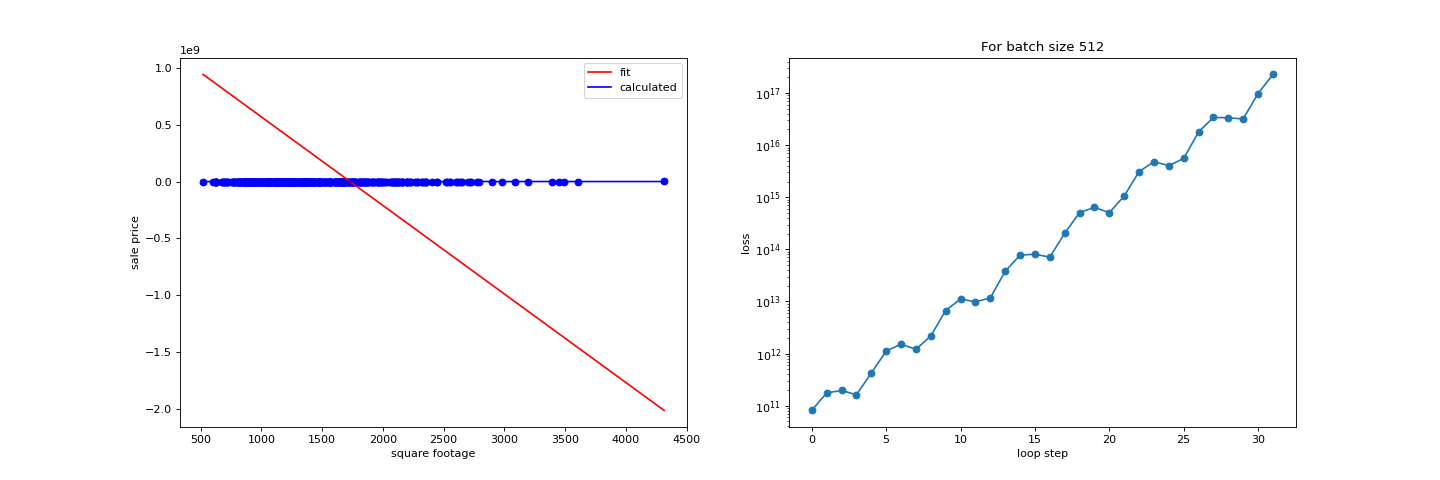 1e9
1.0
0.5
0.0
−0.5
−1.0
−1.5
−2.0
sale price
500 1000 1500 2000 2500 3000 3500 4000 4500
square footage
fit
calculated
For batch size 512
10^17
10^16
10^15
10^14
10^13
10^12
10^11
loss
0 5 10 15 20 25 30
loop step